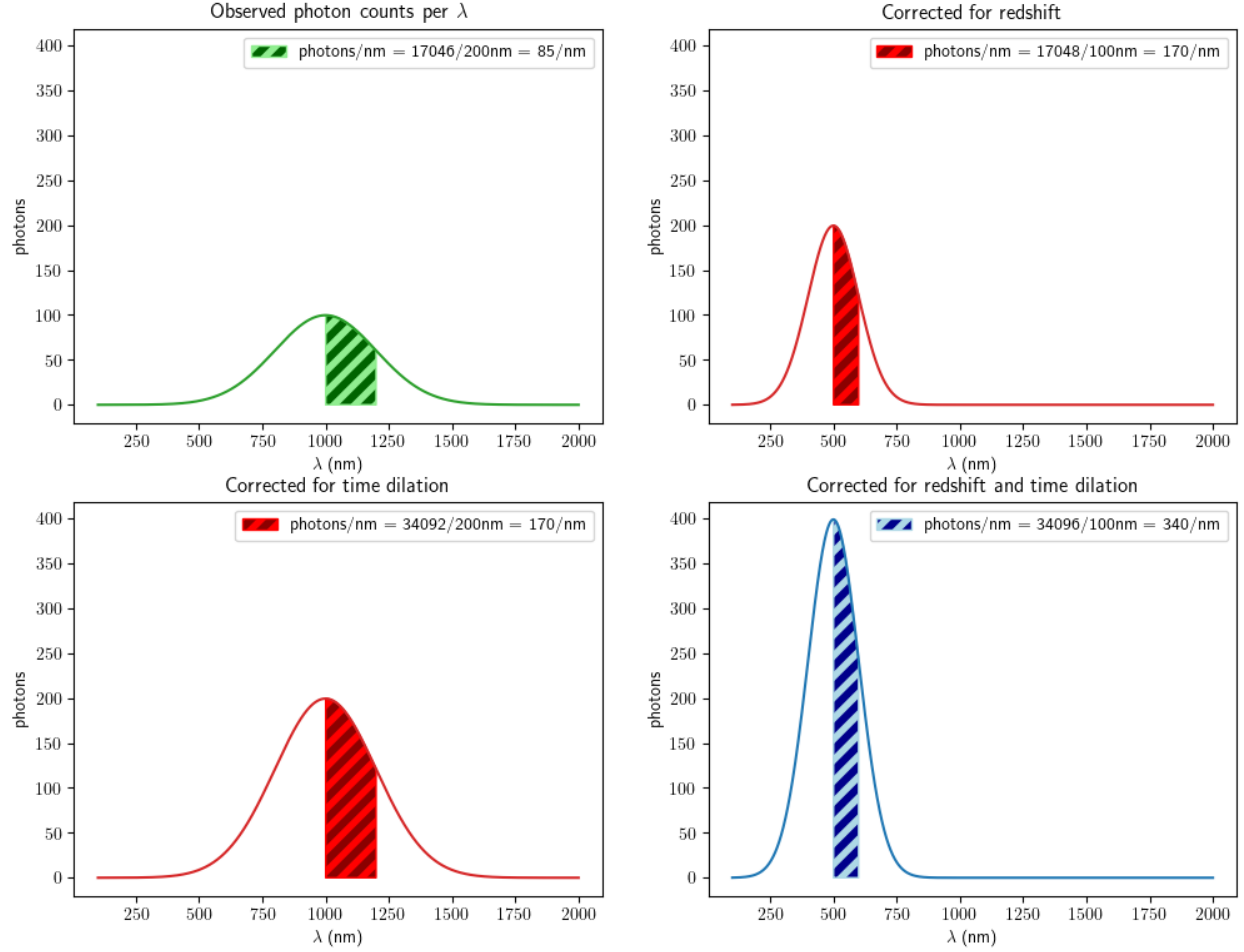 Observed photon counts per λ
photons/nm = 17046/200nm = 85/nm
400
350
300
250
200
150
100
50
0
photons
250 500 750 1000 1250 1500 1750 2000
λ (nm)
Corrected for redshift
photons/nm = 17048/100nm = 170/nm
400
350
300
250
200
150
100
50
0
photons
250 500 750 1000 1250 1500 1750 2000
λ (nm)
Corrected for time dilation
photons/nm = 34092/200nm = 170/nm
400
350
300
250
200
150
100
50
0
photons
250 500 750 1000 1250 1500 1750 2000
λ (nm)
Corrected for redshift and time dilation
photons/nm = 34096/100nm = 340/nm
400
350
300
250
200
150
100
50
0
photons
250 500 750 1000 1250 1500 1750 2000
λ (nm)